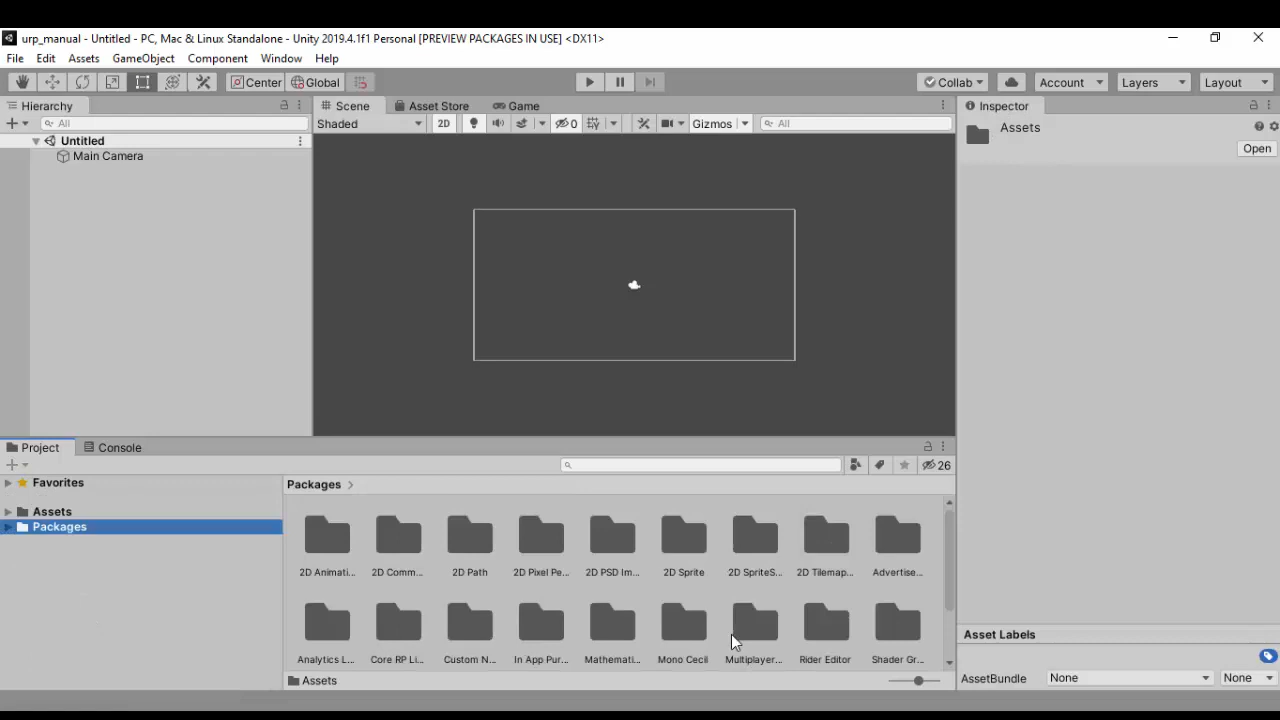 urp_manual - Untitled - PC, Mac & Linux Standalone - Unity 2019.4.1f1 Personal [PREVIEW PACKAGES IN USE] <DX11>
File Edit Assets GameObject Component Window Help
Center Global Collab Account Layers Layout
Hierarchy
All
Untitled
Main Camera
Scene Asset Store Game
Shaded 2D 0 Gizmos All
Inspector
Assets
Open
Project Console
26
Favorites
Assets
Packages
Packages
2D Animati... 2D Comm... 2D Path 2D Pixel Pe... 2D PSD Im... 2D Sprite 2D SpriteS... 2D Tilemap... Advertise...
Analytics L... Core RP Li... Custom N... In App Pur... Mathemati... Mono Cecil Multiplayer... Rider Editor Shader Gr...
Assets
Asset Labels
AssetBundle None None